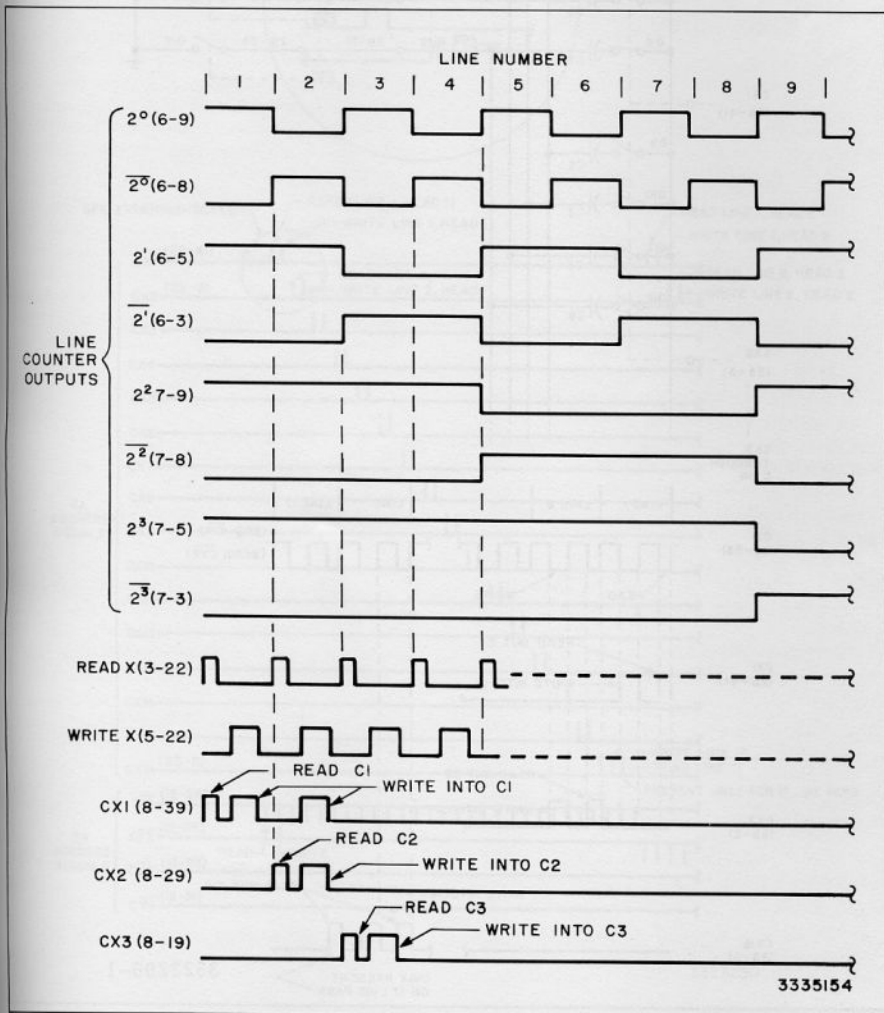 LINE NUMBER
1 2 3 4 5 6 7 8 9
LINE COUNTER OUTPUTS
2⁰(6-9)
2̅⁰̅(6-8)
2¹(6-5)
2̅¹̅(6-3)
2²7-9)
2̅²̅(7-8)
2³(7-5)
2̅³̅(7-3)
READ X(3-22)
WRITE X(5-22)
READ C1
WRITE INTO C1
CX1(8-39)
READ C2
WRITE INTO C2
CX2(8-29)
READ C3
WRITE INTO C3
CX3(8-19)
3335154